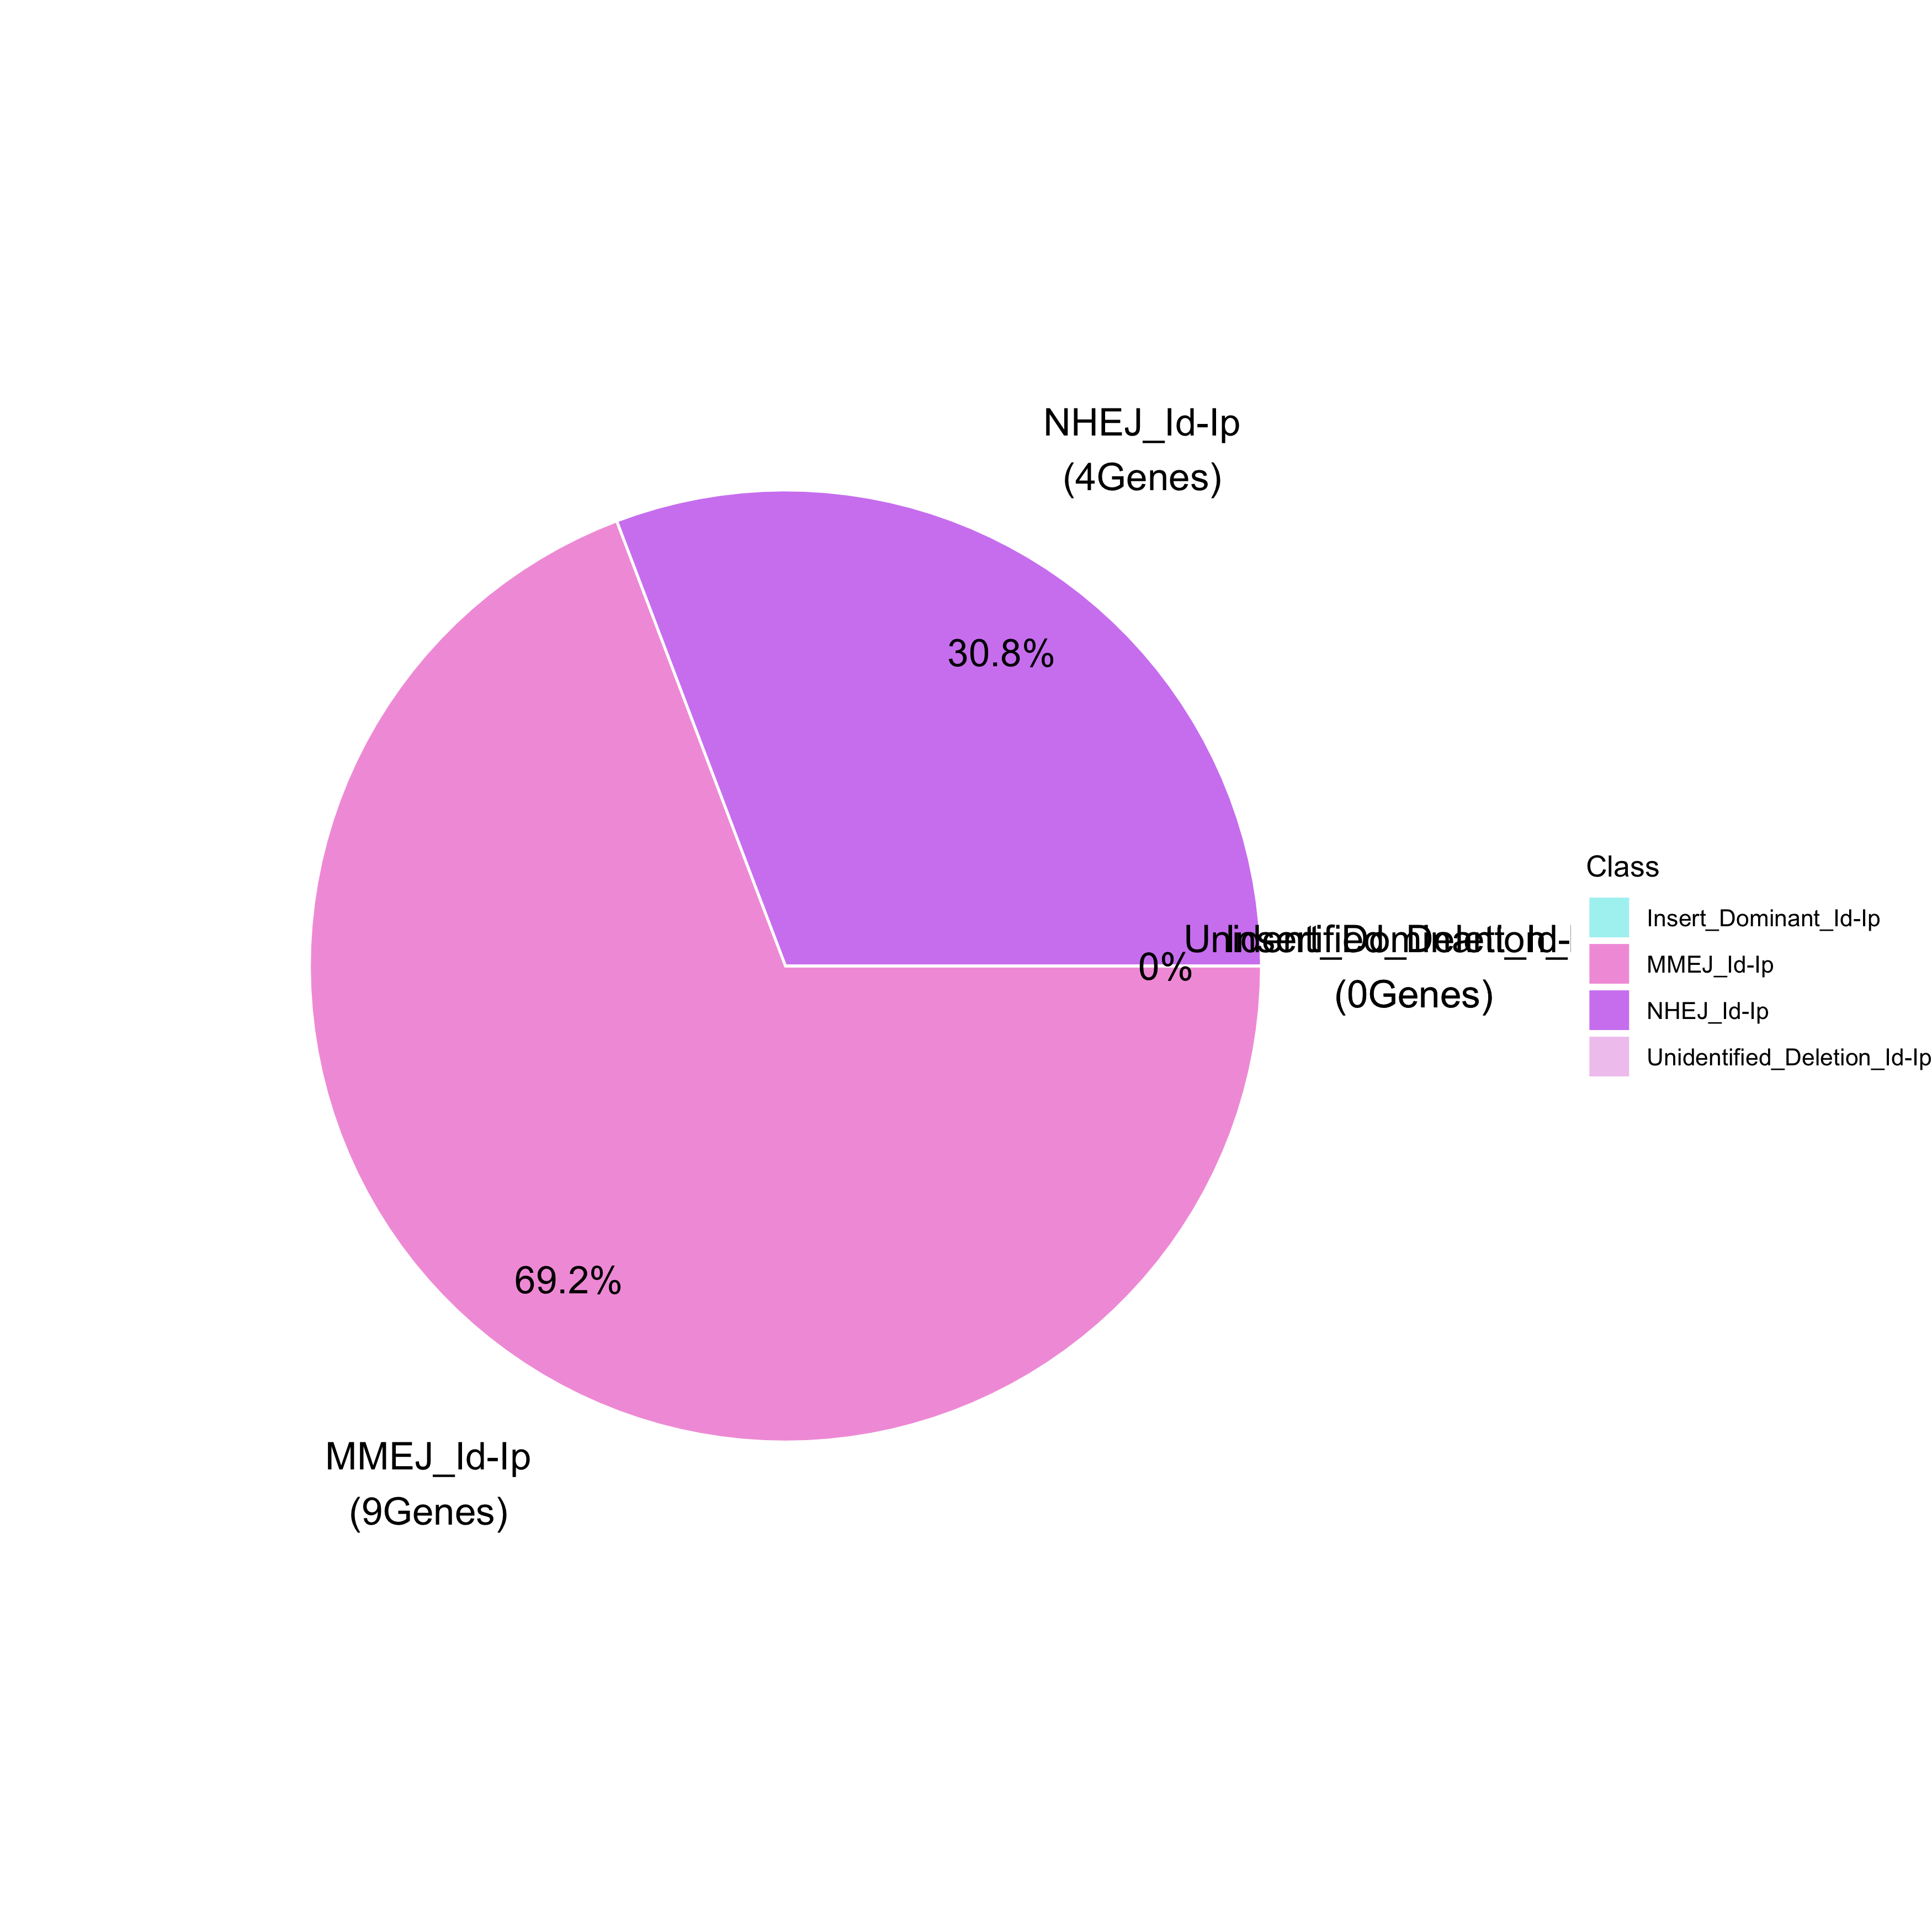 NHEJ_Id-Ip
(4Genes)
30.8%
0%
(0Genes)
69.2%
MMEJ_Id-Ip
(9Genes)
Class
Insert_Dominant_Id-Ip
MMEJ_Id-Ip
NHEJ_Id-Ip
Unidentified_Deletion_Id-Ip